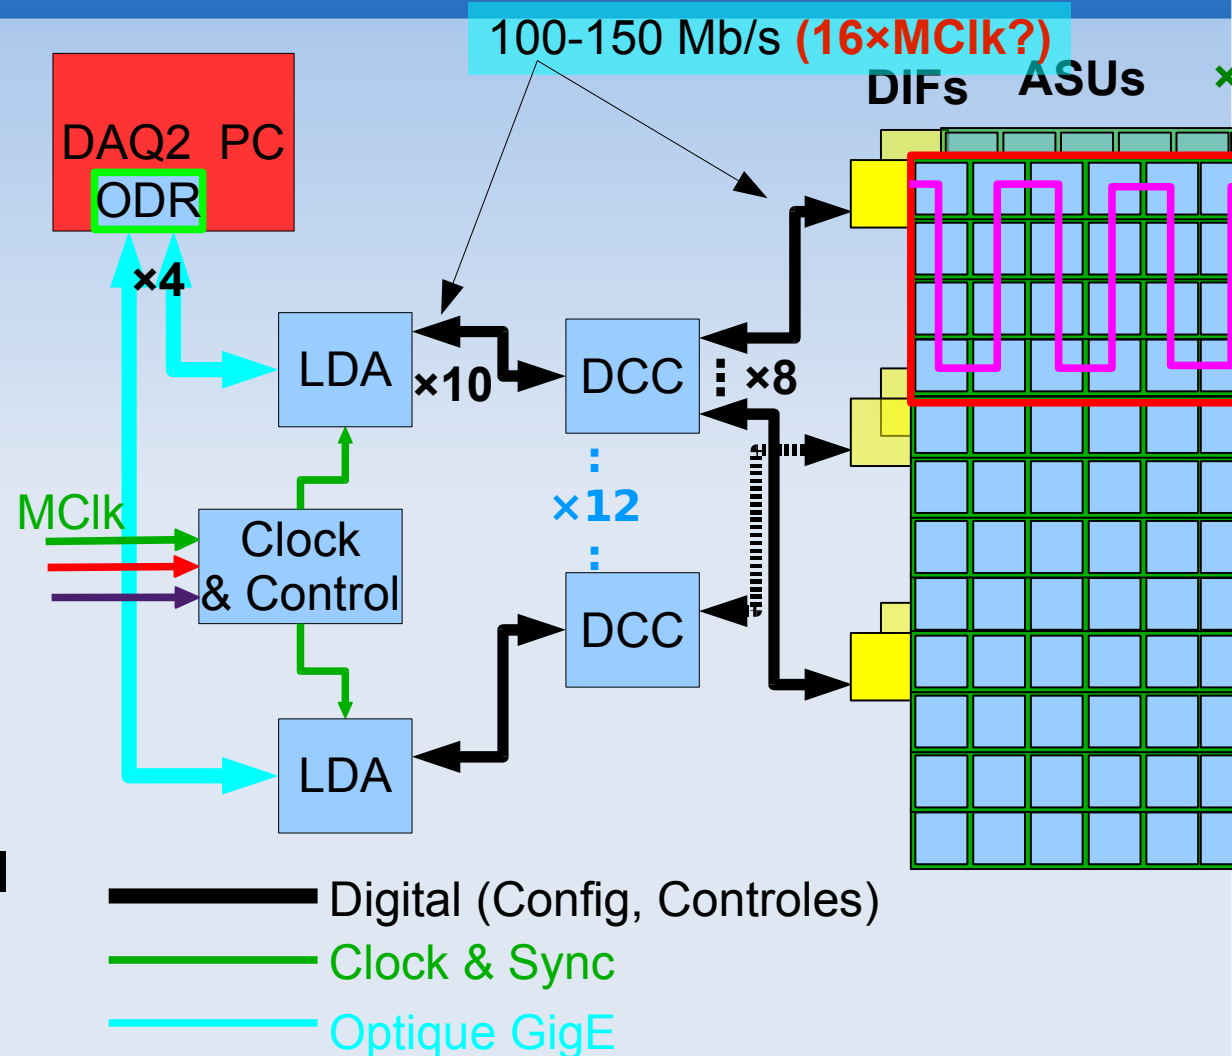 100-150 Mb/s (16×MClk?)
DIFs
ASUs
×
DAQ2 PC
ODR
×4
LDA
×10
DCC
×8
×12
MClk
Clock
& Control
DCC
LDA
Digital (Config, Controles)
Clock & Sync
Optique GigE